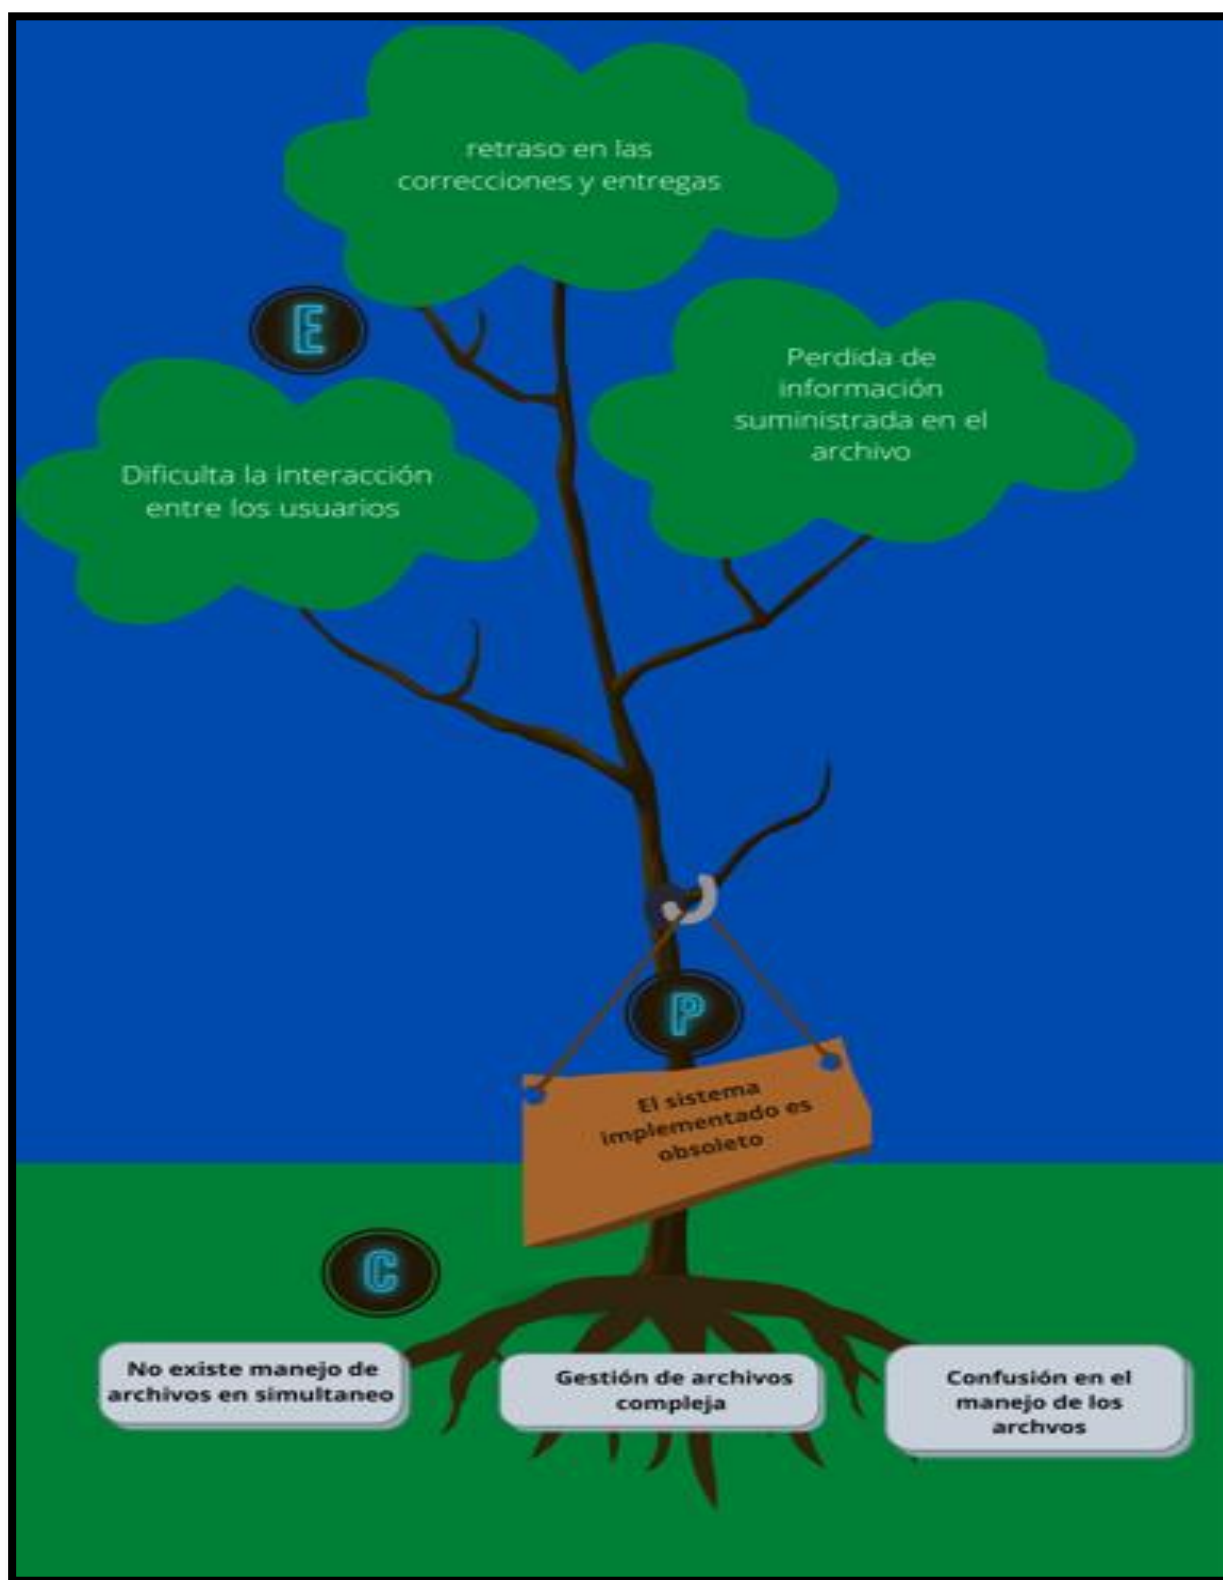 retraso en las
correcciones y entregas
E
Perdida de
información
suministrada en el
archivo
Dificulta la interacción
entre los usuarios
P
El sistema
implementado es
obsoleto
C
No existe manejo de
archivos en simultaneo
Gestión de archivos
compleja
Confusión en el
manejo de los
archvos